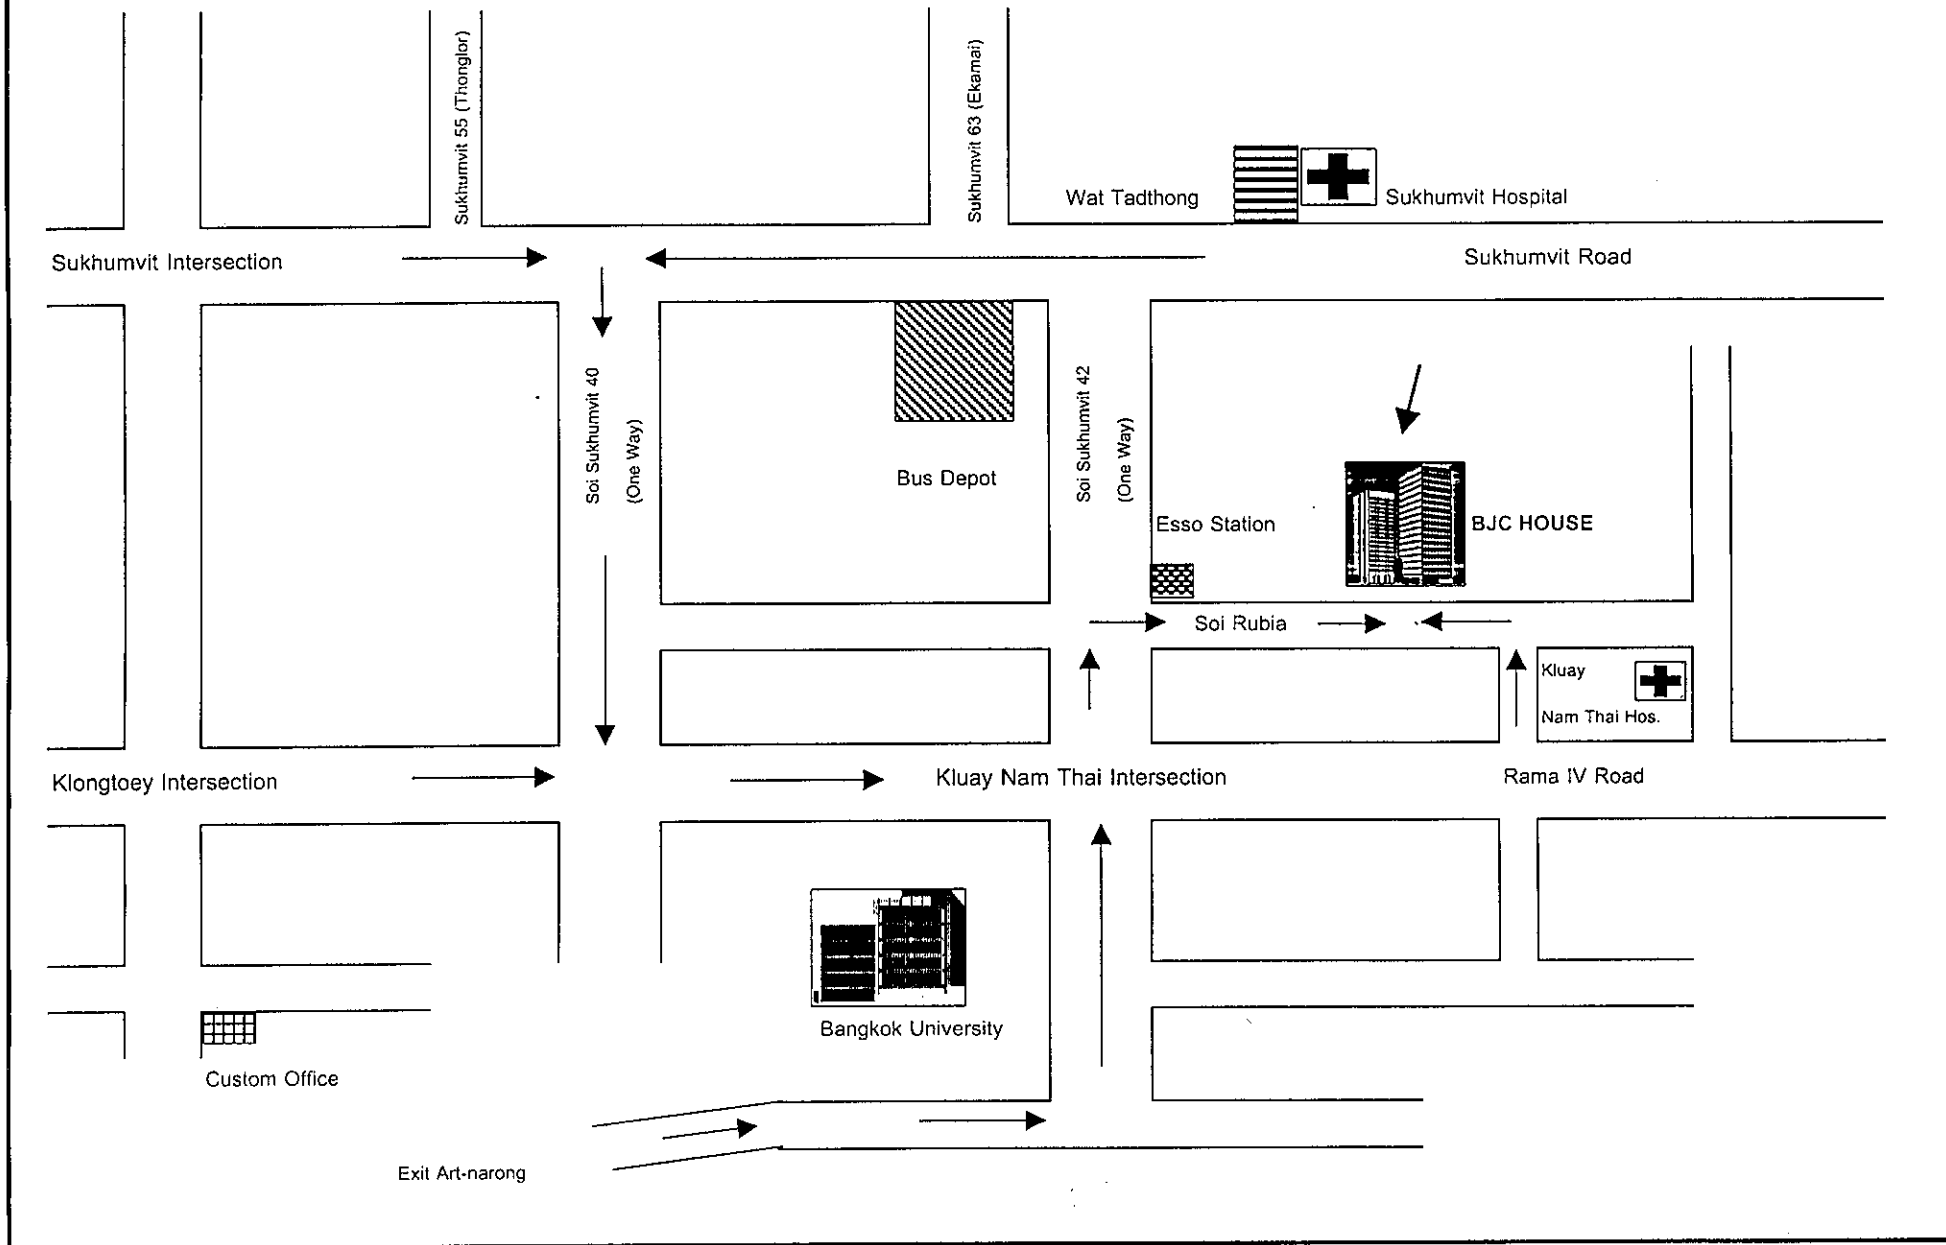 Sukhumvit 55 (Thonglor)
Sukhumvit 63 (Ekamai)
Wat Tadthong
Sukhumvit Hospital
Sukhumvit Intersection
Sukhumvit Road
Soi Sukhumvit 40
(One Way)
Bus Depot
Soi Sukhumvit 42
(One Way)
Esso Station
BJC HOUSE
Soi Rubia
Kluay
Nam Thai Hos.
Klongtoey Intersection
Kluay Nam Thai Intersection
Rama IV Road
Bangkok University
Custom Office
Exit Art-narong